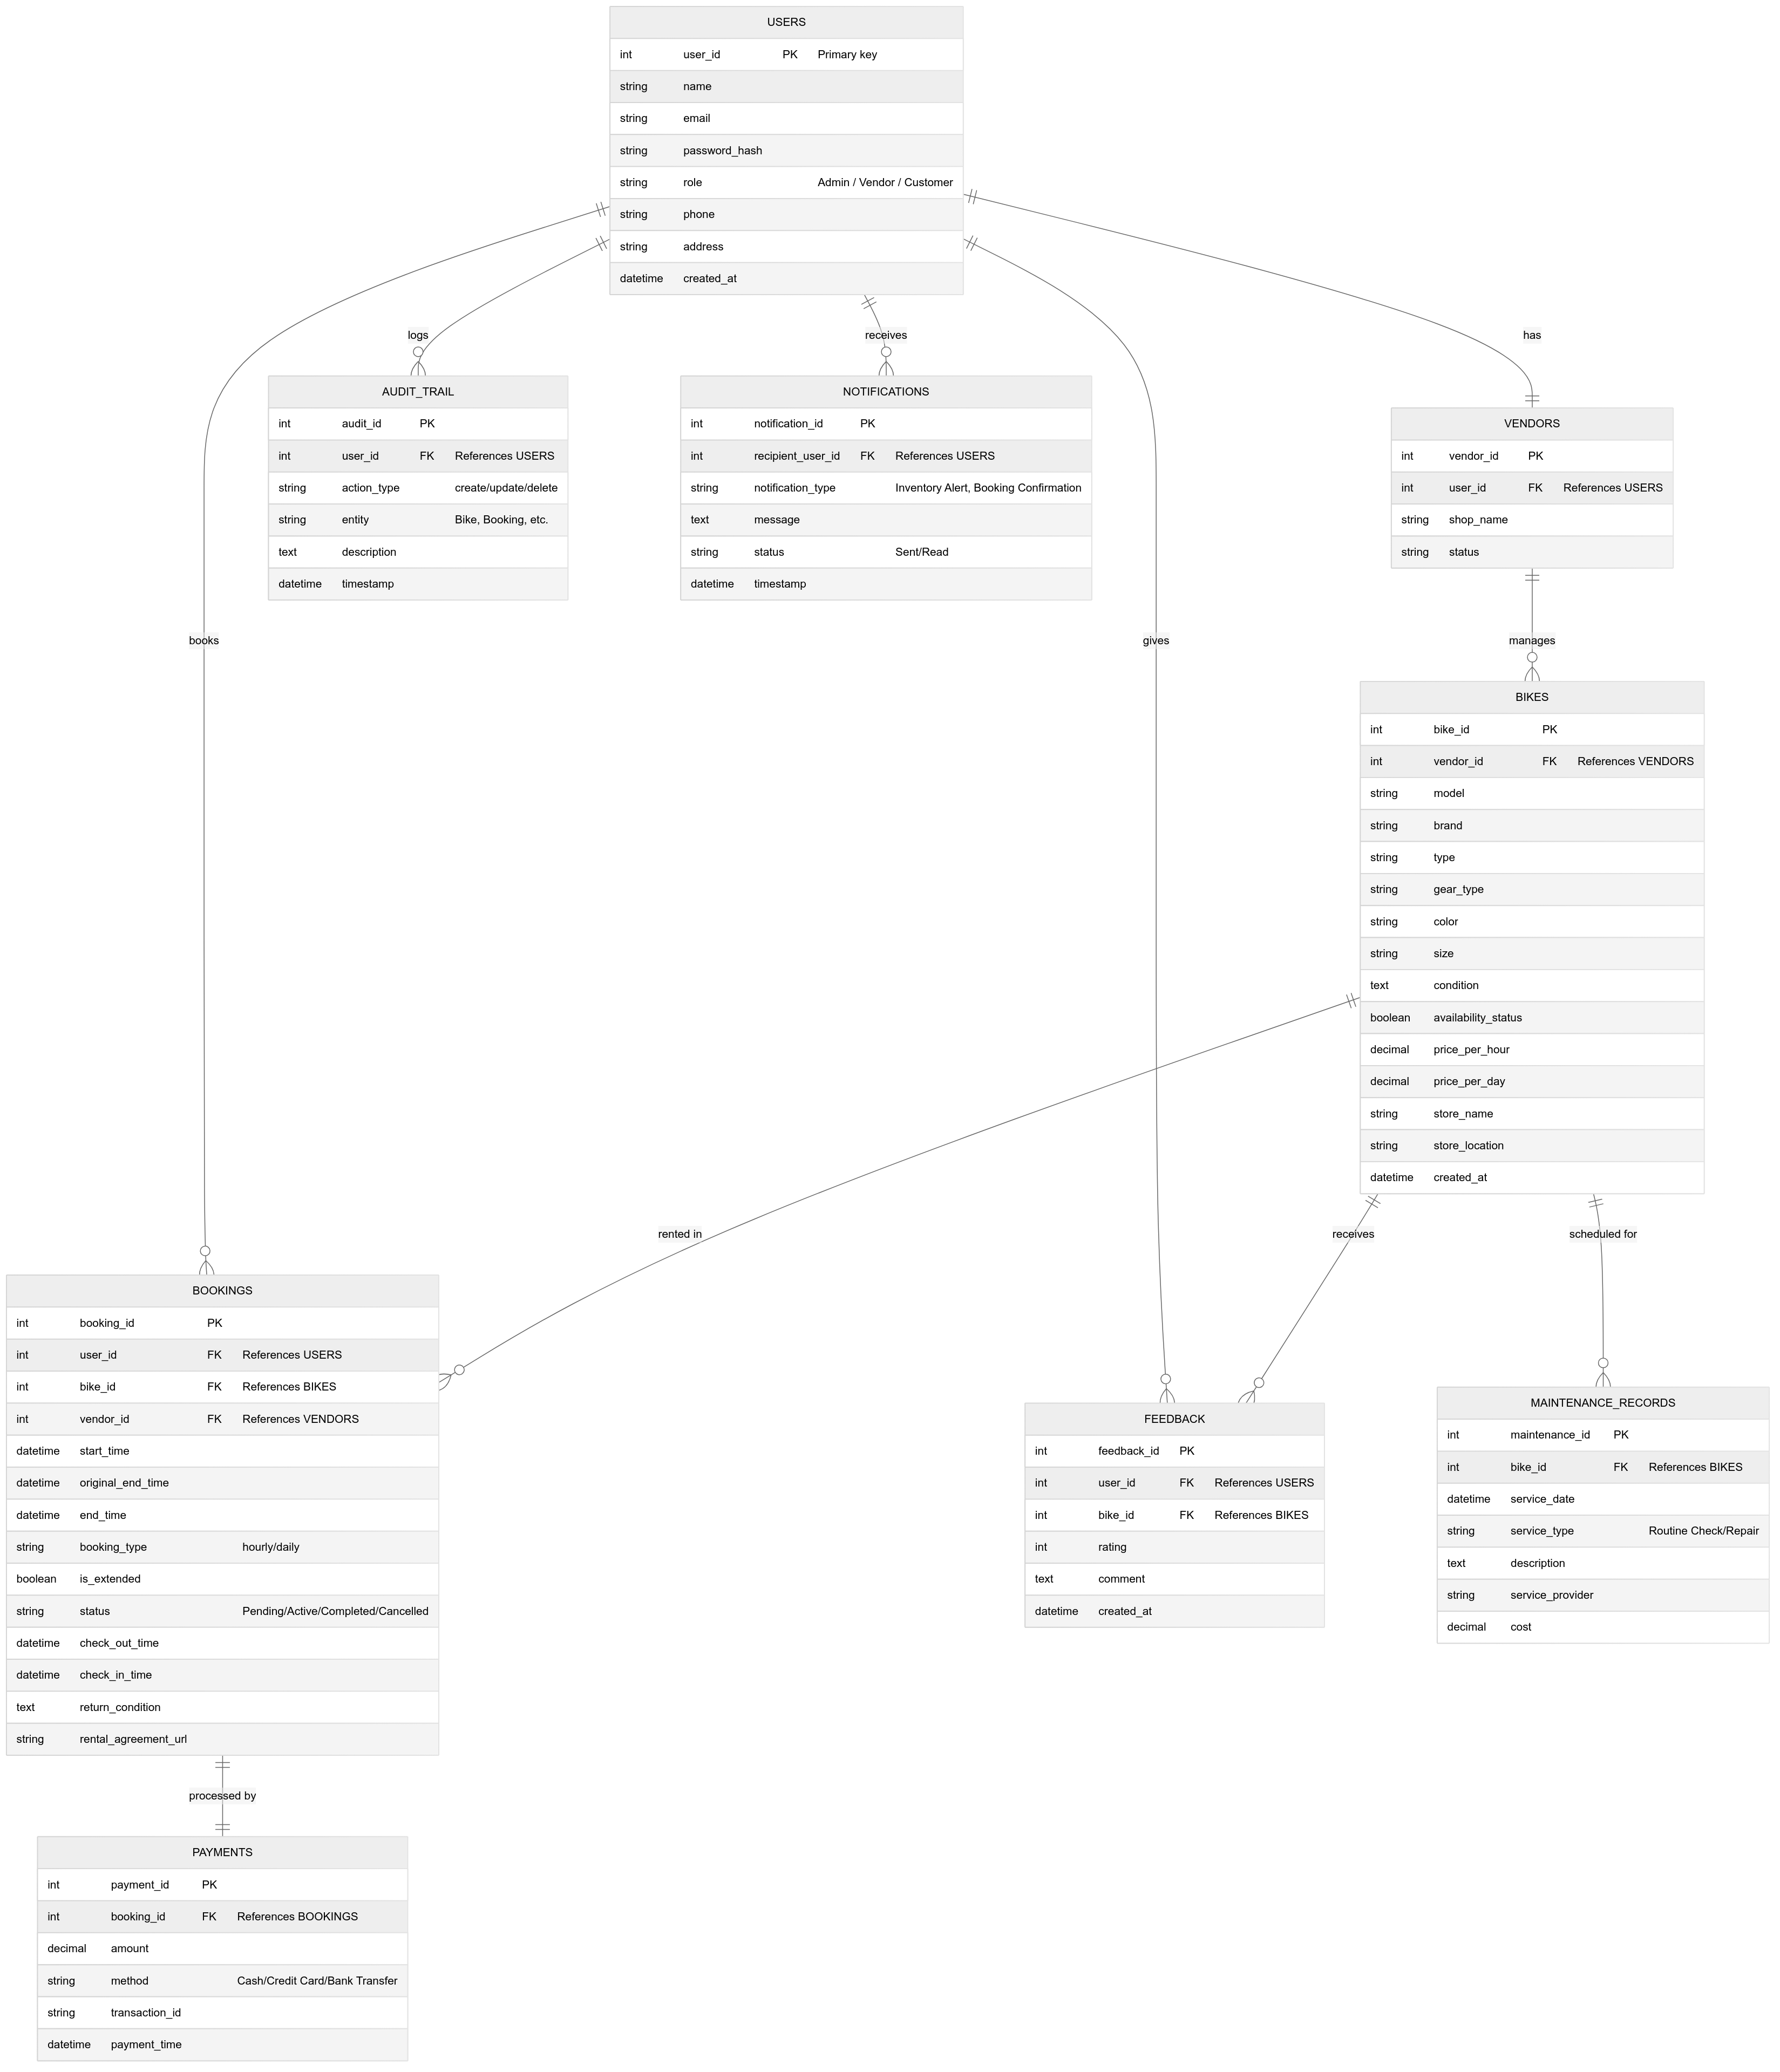 USERS
int user_id PK Primary key
string name
string email
string password_hash
string role Admin / Vendor / Customer
string phone
string address
datetime created_at
logs
receives
has
AUDIT_TRAIL
int audit_id PK
int user_id FK References USERS
string action_type create/update/delete
string entity Bike, Booking, etc.
text description
datetime timestamp
NOTIFICATIONS
int notification_id PK
int recipient_user_id FK References USERS
string notification_type Inventory Alert, Booking Confirmation
text message
string status Sent/Read
datetime timestamp
VENDORS
int vendor_id PK
int user_id FK References USERS
string shop_name
string status
books
gives
manages
BIKES
int bike_id PK
int vendor_id FK References VENDORS
string model
string brand
string type
string gear_type
string color
string size
text condition
boolean availability_status
decimal price_per_hour
decimal price_per_day
string store_name
string store_location
datetime created_at
rented in
receives
scheduled for
BOOKINGS
int booking_id PK
int user_id FK References USERS
int bike_id FK References BIKES
int vendor_id FK References VENDORS
datetime start_time
datetime original_end_time
datetime end_time
string booking_type hourly/daily
boolean is_extended
string status Pending/Active/Completed/Cancelled
datetime check_out_time
datetime check_in_time
text return_condition
string rental_agreement_url
FEEDBACK
int feedback_id PK
int user_id FK References USERS
int bike_id FK References BIKES
int rating
text comment
datetime created_at
MAINTENANCE_RECORDS
int maintenance_id PK
int bike_id FK References BIKES
datetime service_date
string service_type Routine Check/Repair
text description
string service_provider
decimal cost
processed by
PAYMENTS
int payment_id PK
int booking_id FK References BOOKINGS
decimal amount
string method Cash/Credit Card/Bank Transfer
string transaction_id
datetime payment_time